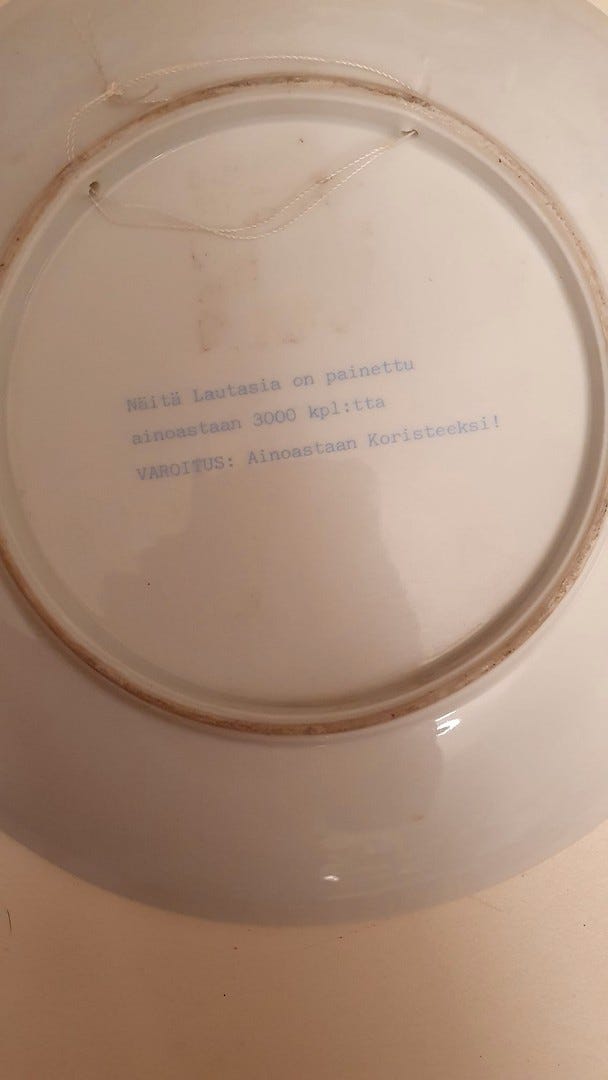 Näitä Lautasia on painettu
ainoastaan 3000 kpl:tta
VAROITUS: Ainoastaan Koristeeksi!